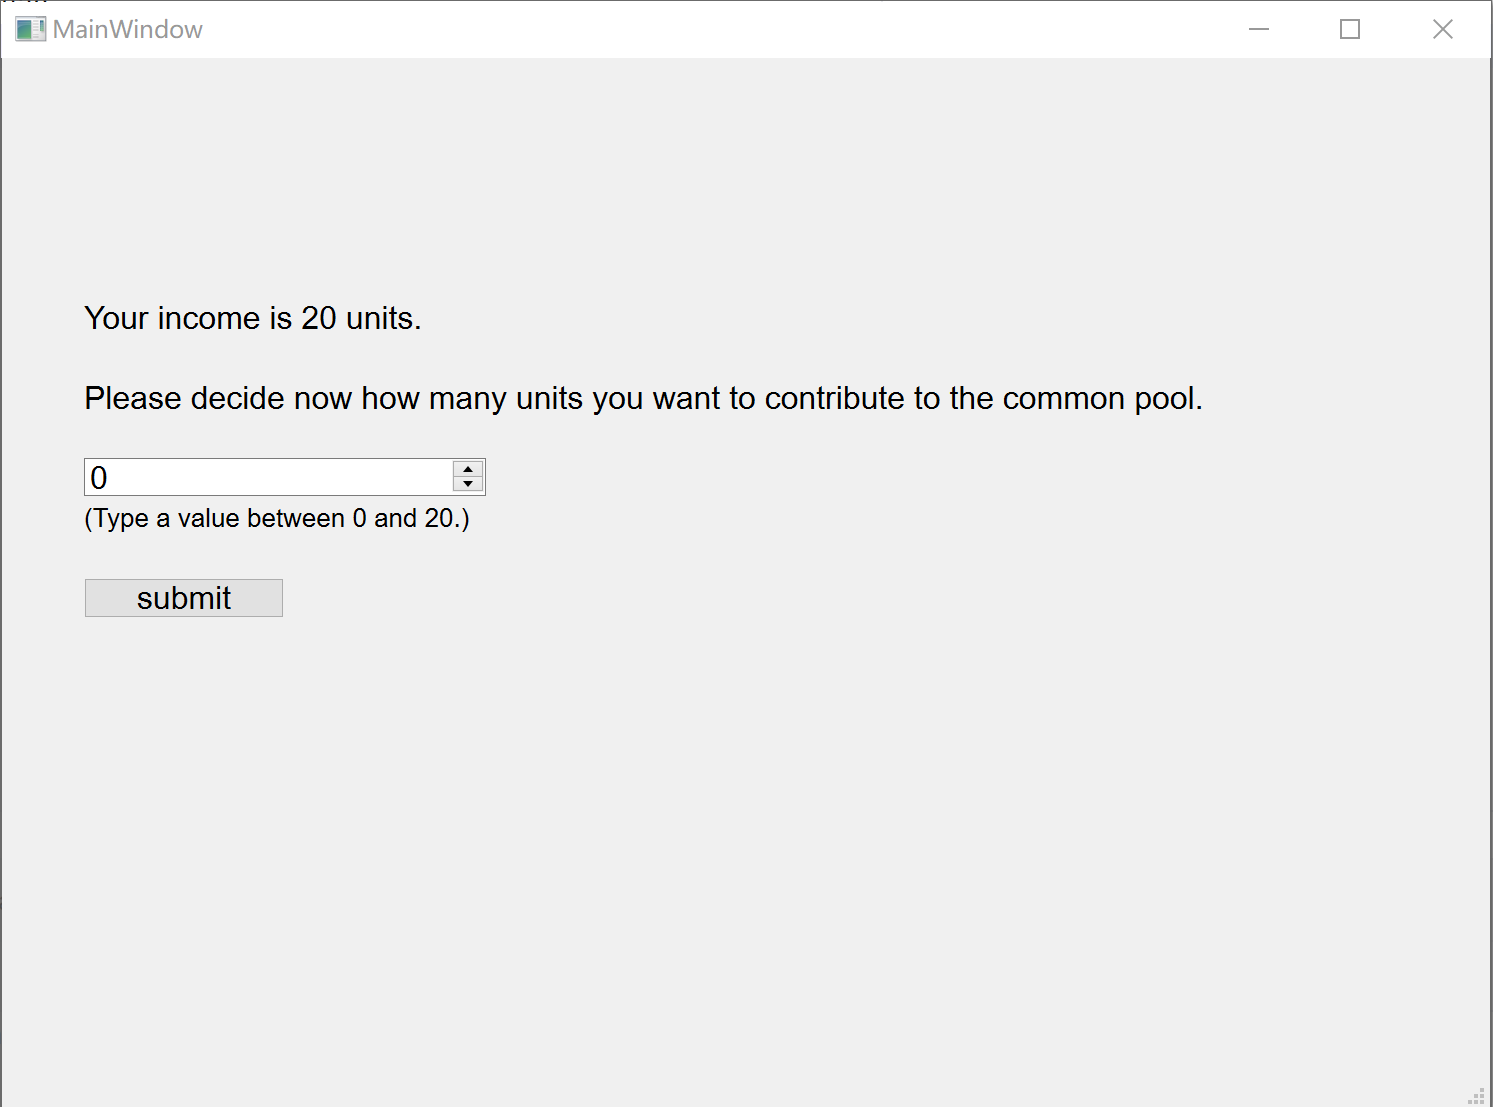 MainWindow
Your income is 20 units.
Please decide now how many units you want to contribute to the common pool.
0
(Type a value between 0 and 20.)
submit